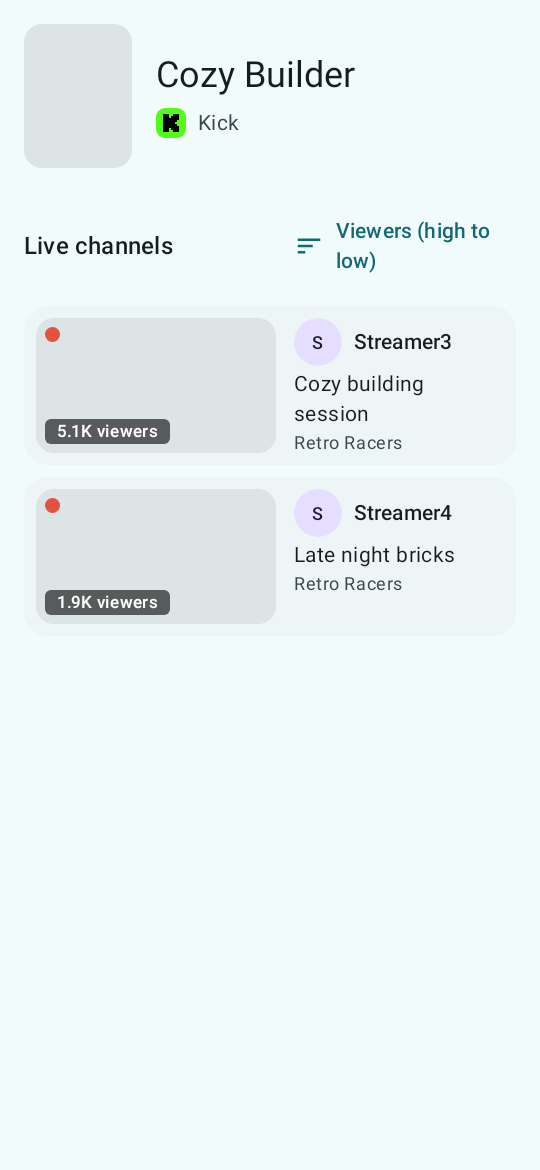 Cozy Builder
Kick
Live channels
Viewers (high to
low)
5.1K viewers
S
Streamer3
Cozy building
session
Retro Racers
1.9K viewers
S
Streamer4
Late night bricks
Retro Racers